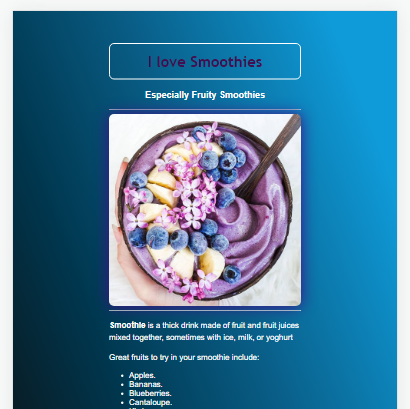 I love Smoothies
Especially Fruity Smoothies
Smoothie is a thick drink made of fruit and fruit juices
mixed together, sometimes with ice, milk, or yoghurt
Great fruits to try in your smoothie include:
Apples.
Bananas.
Blueberries.
Cantaloupe.